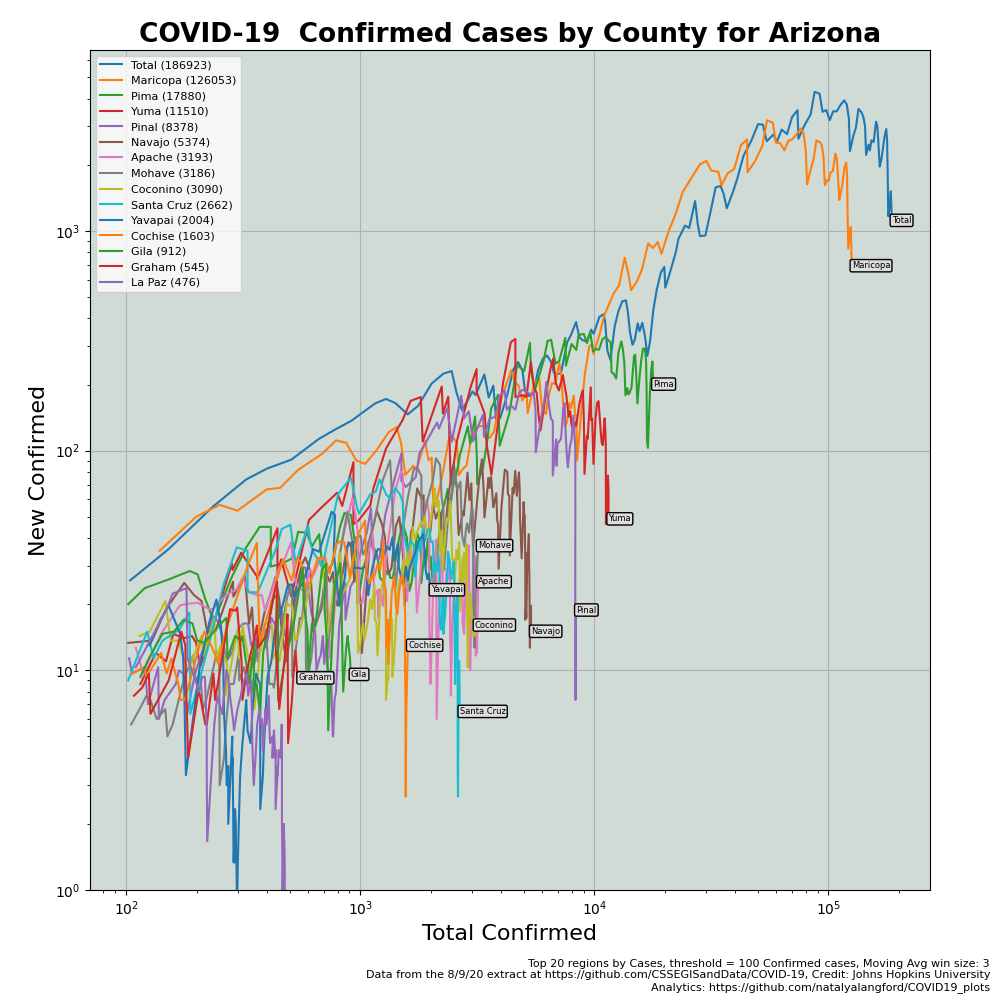 COVID-19  Confirmed Cases by County for Arizona
Total (186923)
Maricopa (126053)
Pima (17880)
Yuma (11510)
Pinal (8378)
Navajo (5374)
Apache (3193)
Mohave (3186)
Coconino (3090)
Santa Cruz (2662)
Yavapai (2004)
Cochise (1603)
Gila (912)
Graham (545)
La Paz (476)
New Confirmed
10³
10²
10¹
10⁰
Total
Maricopa
Pima
Yuma
Mohave
Apache
Yavapai
Pinal
Coconino
Navajo
Cochise
Gila
Graham
Santa Cruz
10²
10³
10⁴
10⁵
Total Confirmed
Top 20 regions by Cases, threshold = 100 Confirmed cases, Moving Avg win size: 3
Data from the 8/9/20 extract at https://github.com/CSSEGISandData/COVID-19, Credit: Johns Hopkins University
Analytics: https://github.com/natalyalangford/COVID19_plots